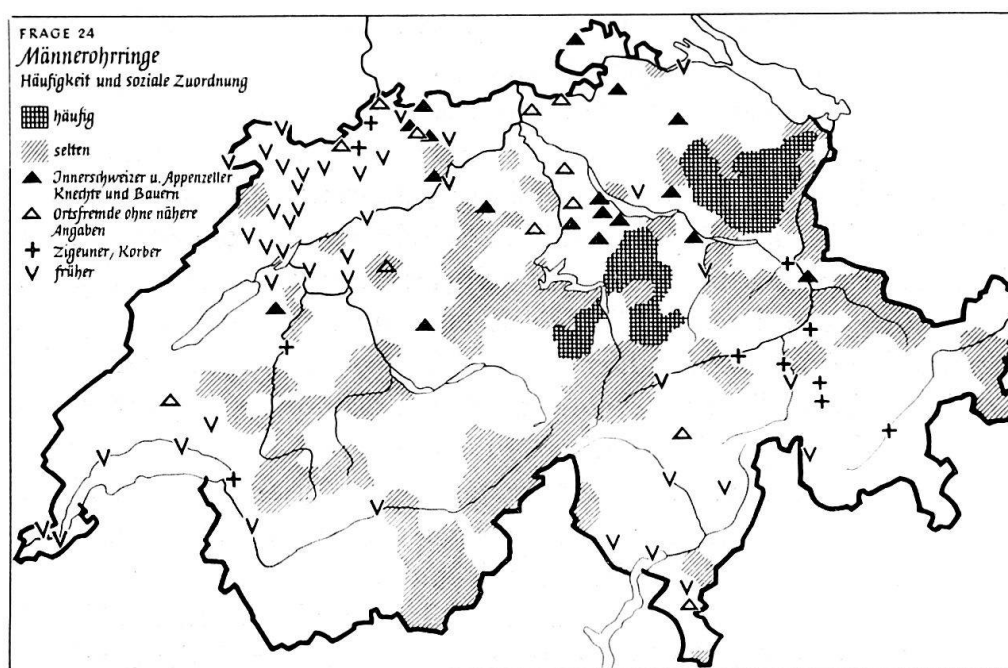 FRAGE 24
Männerohrringe
Häufigkeit und soziale Zuordnung
häufig
selten
Innerschweizer u. Appenzeller
Knechte und Bauern
Ortsfremde ohne nähere
Angaben
Zigeuner, Korber
früher